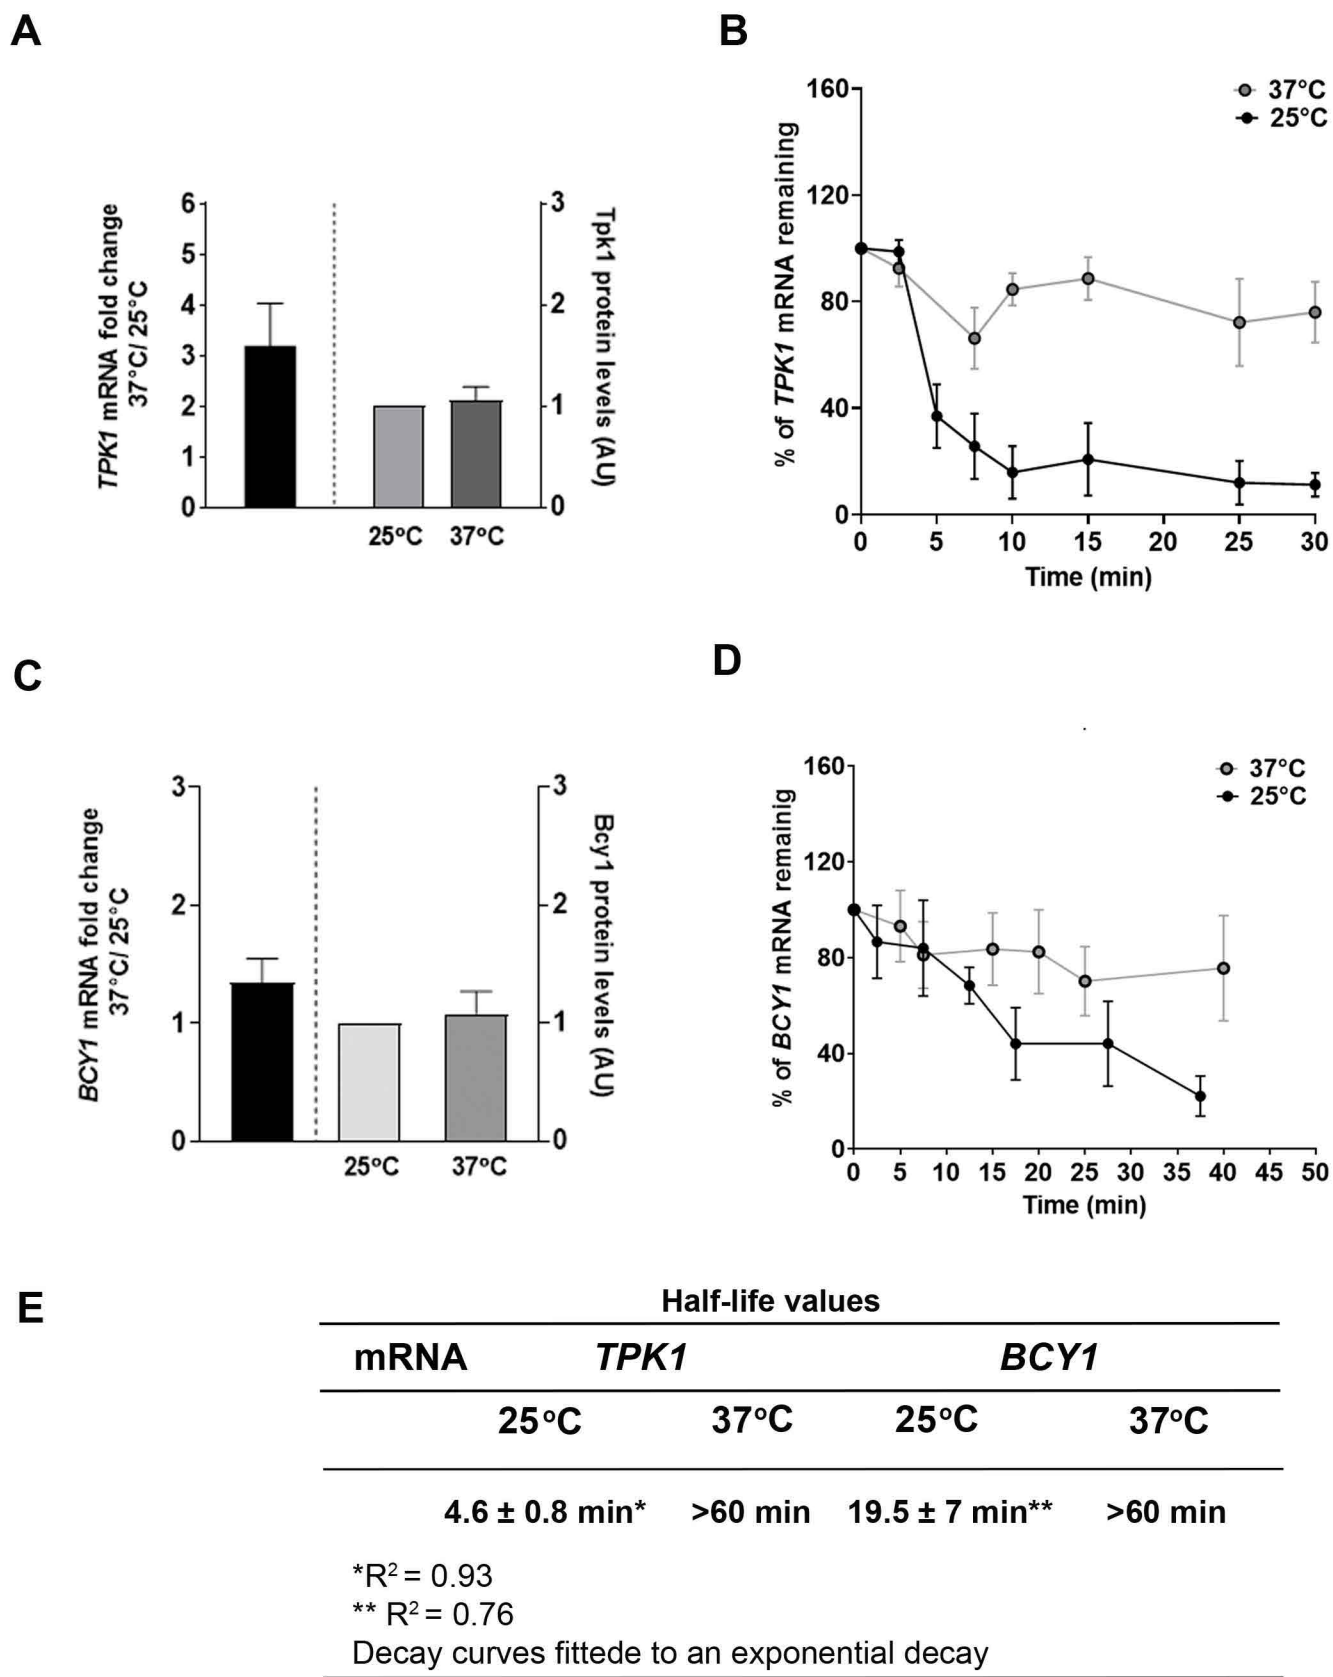 A
TPK1 mRNA fold change
37°C/ 25°C
6
5
4
3
2
1
0
3
2
1
0
Tpk1 protein levels (AU)
25°C 37°C
B
% of TPK1 mRNA remaining
160
120
80
40
0
37°C
25°C
0 5 10 15 20 25 30
Time (min)
C
BCY1 mRNA fold change
37°C/ 25°C
3
2
1
0
3
2
1
0
Bcy1 protein levels (AU)
25°C 37°C
D
% of BCY1 mRNA remainig
160
120
80
40
0
37°C
25°C
0 5 10 15 20 25 30 35 40 45 50
Time (min)
E
Half-life values
mRNA TPK1 BCY1
25°C 37°C 25°C 37°C
4.6 ± 0.8 min* >60 min 19.5 ± 7 min** >60 min
*R² = 0.93
** R² = 0.76
Decay curves fittede to an exponential decay